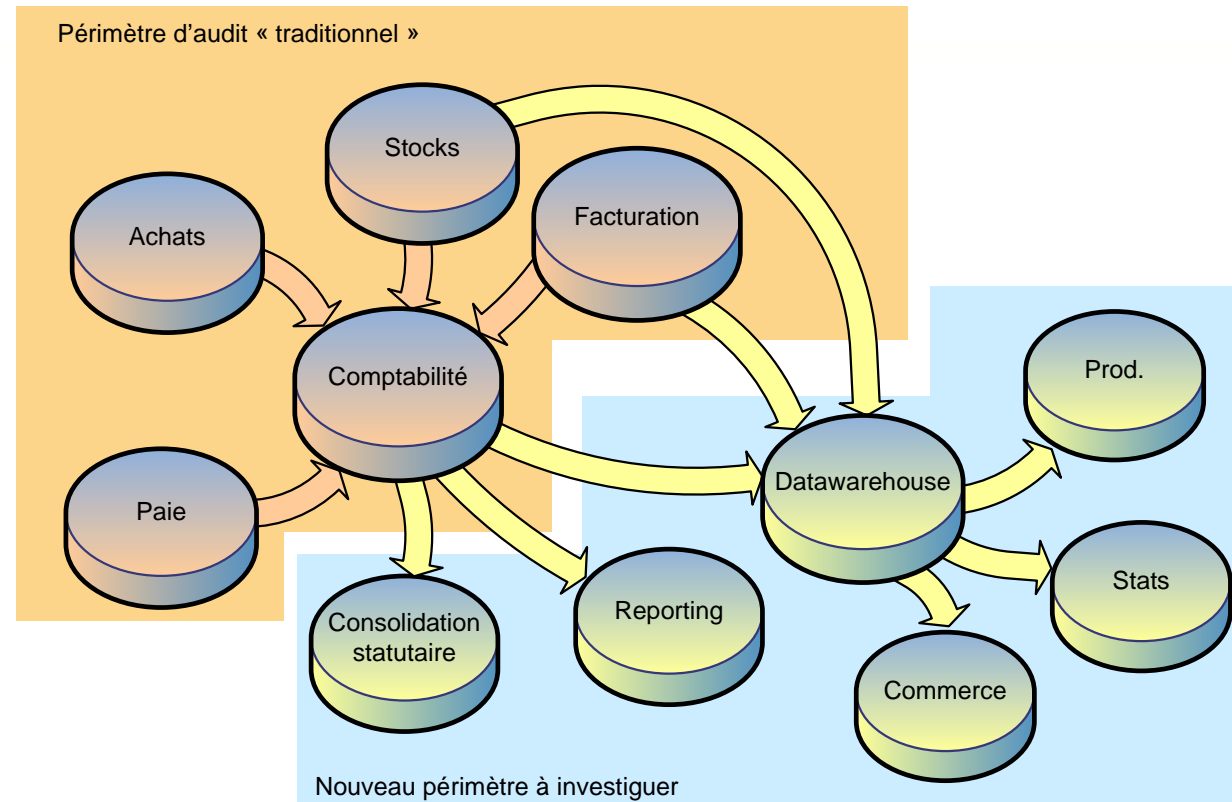 Périmètre d’audit « traditionnel »
Stocks
Facturation
Achats
Comptabilité
Prod.
Datawarehouse
Paie
Stats
Reporting
Consolidation
statutaire
Commerce
Nouveau périmètre à investiguer